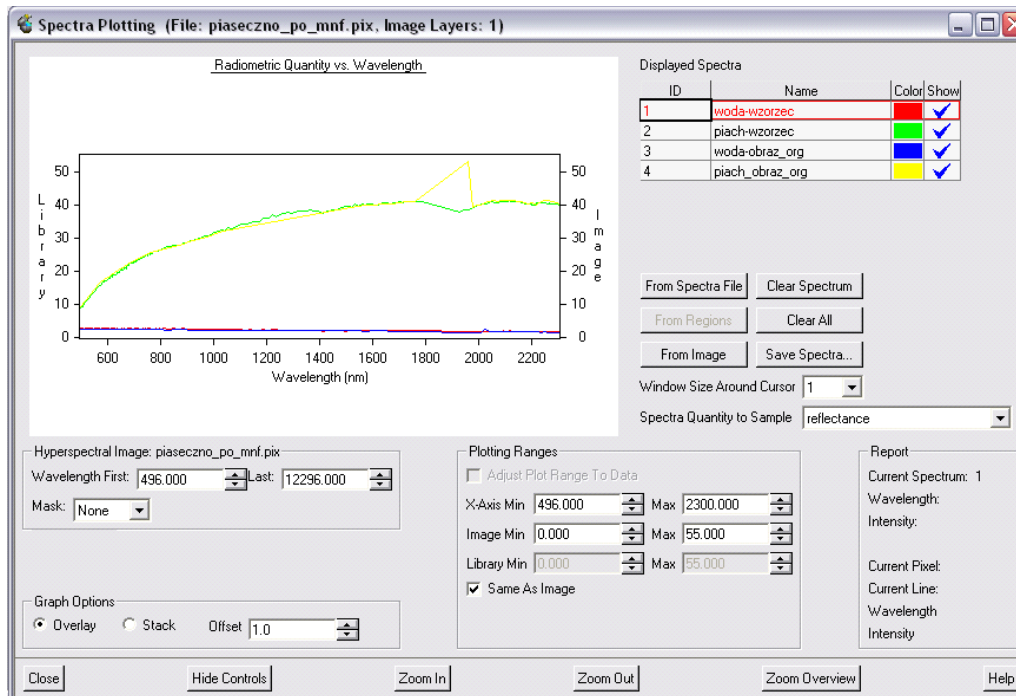 Spectra Plotting (File: piaseczno_po_mnf.pix, Image Layers: 1)
Radiometric Quantity vs. Wavelength
Library
50
40
30
20
10
0
50
40
30
20
10
0
Image
600 800 1000 1200 1400 1600 1800 2000 2200
Wavelength (nm)
Displayed Spectra
ID Name Color Show
1 woda-wzorzec
2 piach-wzorzec
3 woda-obraz_org
4 piach_obraz_org
From Spectra File Clear Spectrum
From Regions Clear All
From Image Save Spectra...
Window Size Around Cursor 1
Spectra Quantity to Sample reflectance
Hyperspectral Image: piaseczno_po_mnf.pix
Wavelength First: 496.000 Last: 12296.000
Mask: None
Graph Options
Overlay Stack Offset 1.0
Plotting Ranges
Adjust Plot Range To Data
X-Axis Min 496.000 Max 2300.000
Image Min 0.000 Max 55.000
Library Min 0.000 Max 55.000
Same As Image
Report
Current Spectrum: 1
Wavelength:
Intensity:
Current Pixel:
Current Line:
Wavelength
Intensity
Close Hide Controls Zoom In Zoom Out Zoom Overview Help